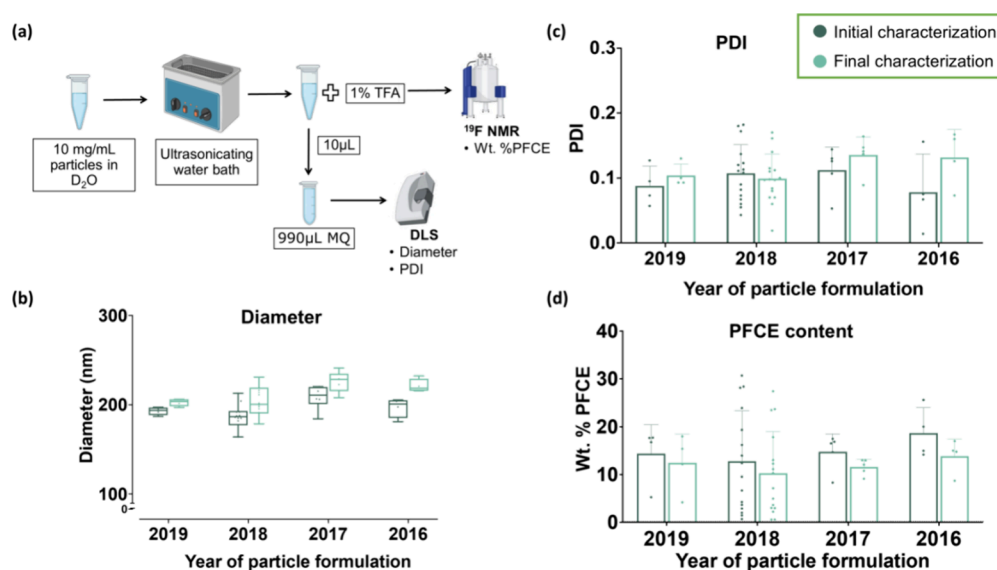 (a)
10 mg/mL
particles in
D₂O
Ultrasonicating
water bath
1% TFA
10µL
990µL MQ
¹⁹F NMR
• Wt. %PFCE
DLS
• Diameter
• PDI
(b)
Diameter
Diameter (nm)
300
200
100
0
2019 2018 2017 2016
Year of particle formulation
(c)
PDI
Initial characterization
Final characterization
PDI
0.3
0.2
0.1
0.0
2019 2018 2017 2016
Year of particle formulation
(d)
PFCE content
Wt. % PFCE
40
30
20
10
0
2019 2018 2017 2016
Year of particle formulation